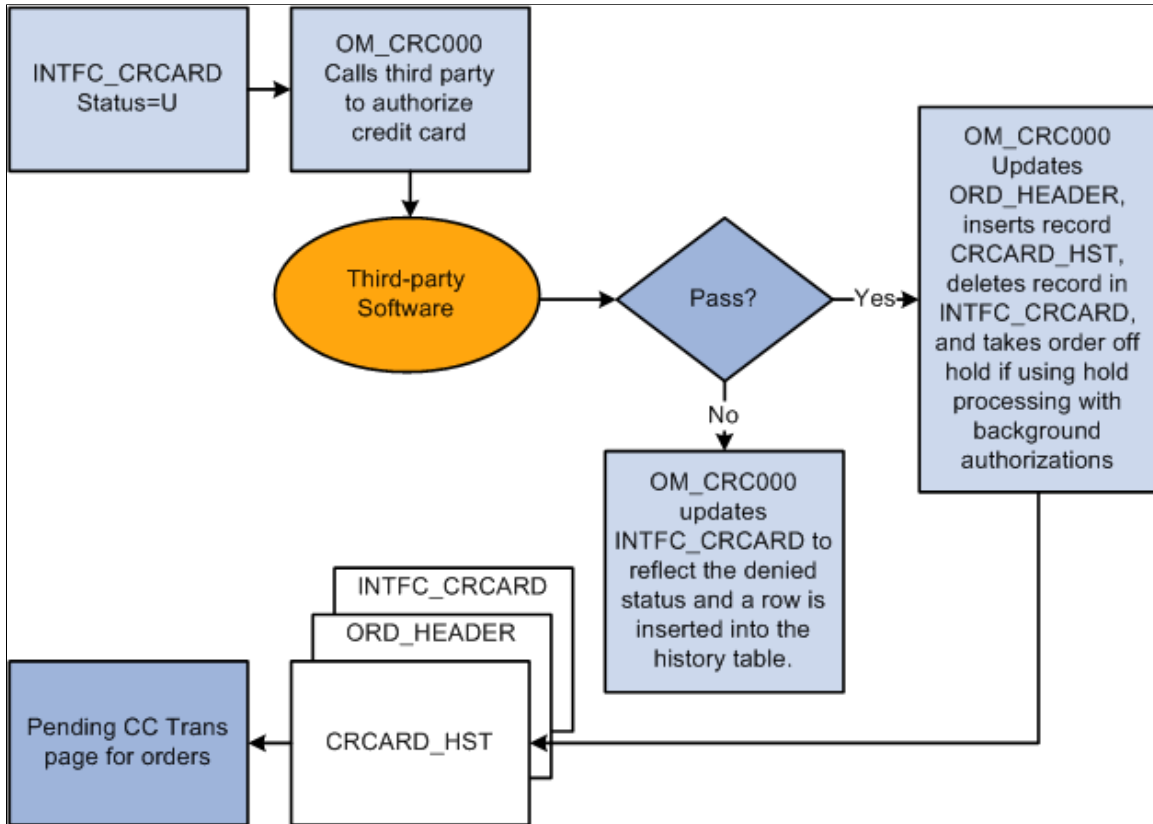 INTFC_CRCARD
Status=U
OM_CRC000
Calls third party
to authorize
credit card
Third-party
Software
Pass?
Yes
No
OM_CRC000
Updates
ORD_HEADER,
inserts record
CRCARD_HST,
deletes record in
INTFC_CRCARD,
and takes order off
hold if using hold
processing with
background
authorizations
OM_CRC000
updates
INTFC_CRCARD to
reflect the denied
status and a row is
inserted into the
history table.
INTFC_CRCARD
ORD_HEADER
CRCARD_HST
Pending CC Trans
page for orders